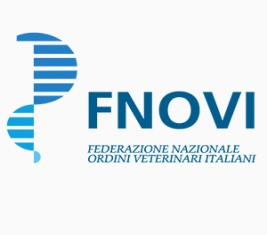 FNOVI
FEDERAZIONE NAZIONALE
ORDINI VETERINARI ITALIANI